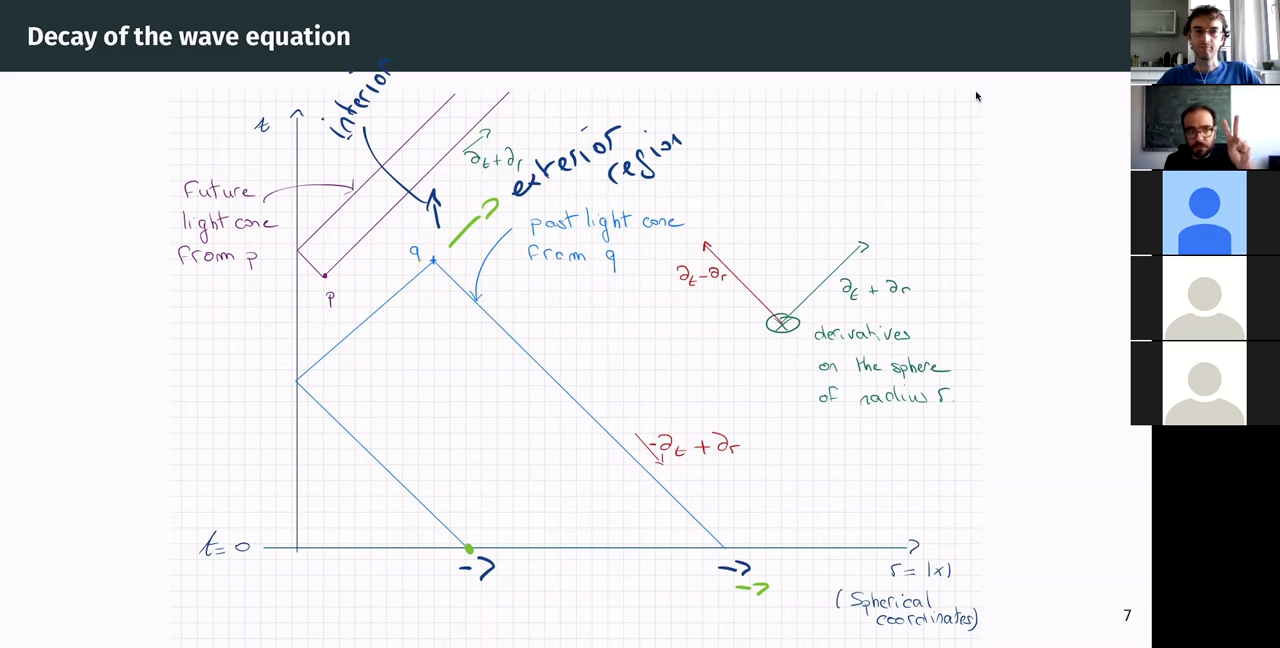 Decay of the wave equation
t
interior
∂t+∂r
exterior
region
Future
light cone
from p
past light cone
from q
q
p
∂t-∂r
∂t + ∂r
derivatives
on the sphere
of radius r.
-∂t + ∂r
t=0
r = |x|
(Spherical
coordinates)
7